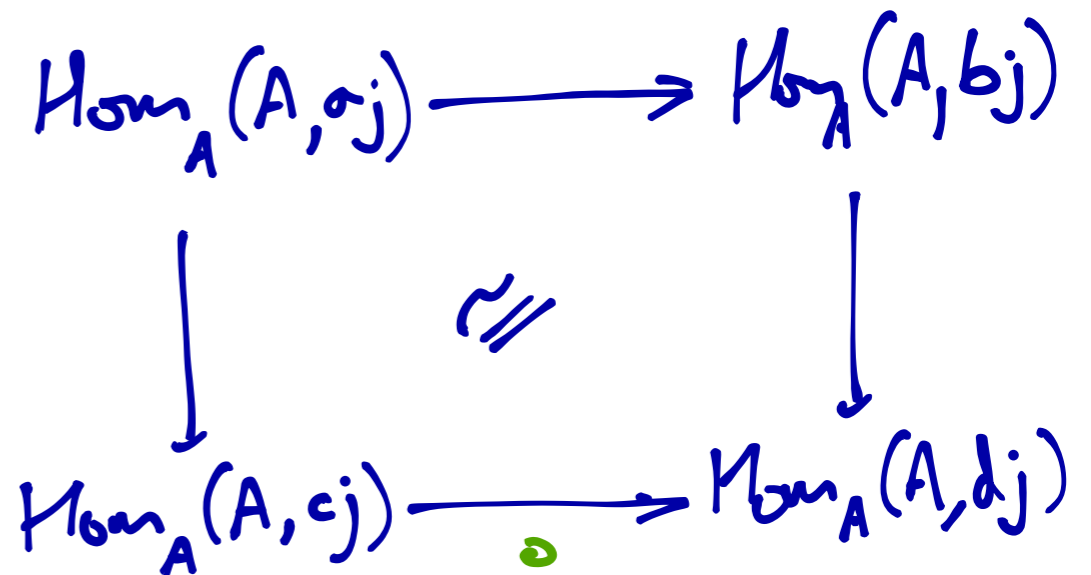 Hom_A(A, aj) → Hom_A(A, bj)
↓ ≅ ↓
Hom_A(A, cj) → Hom_A(A, dj)